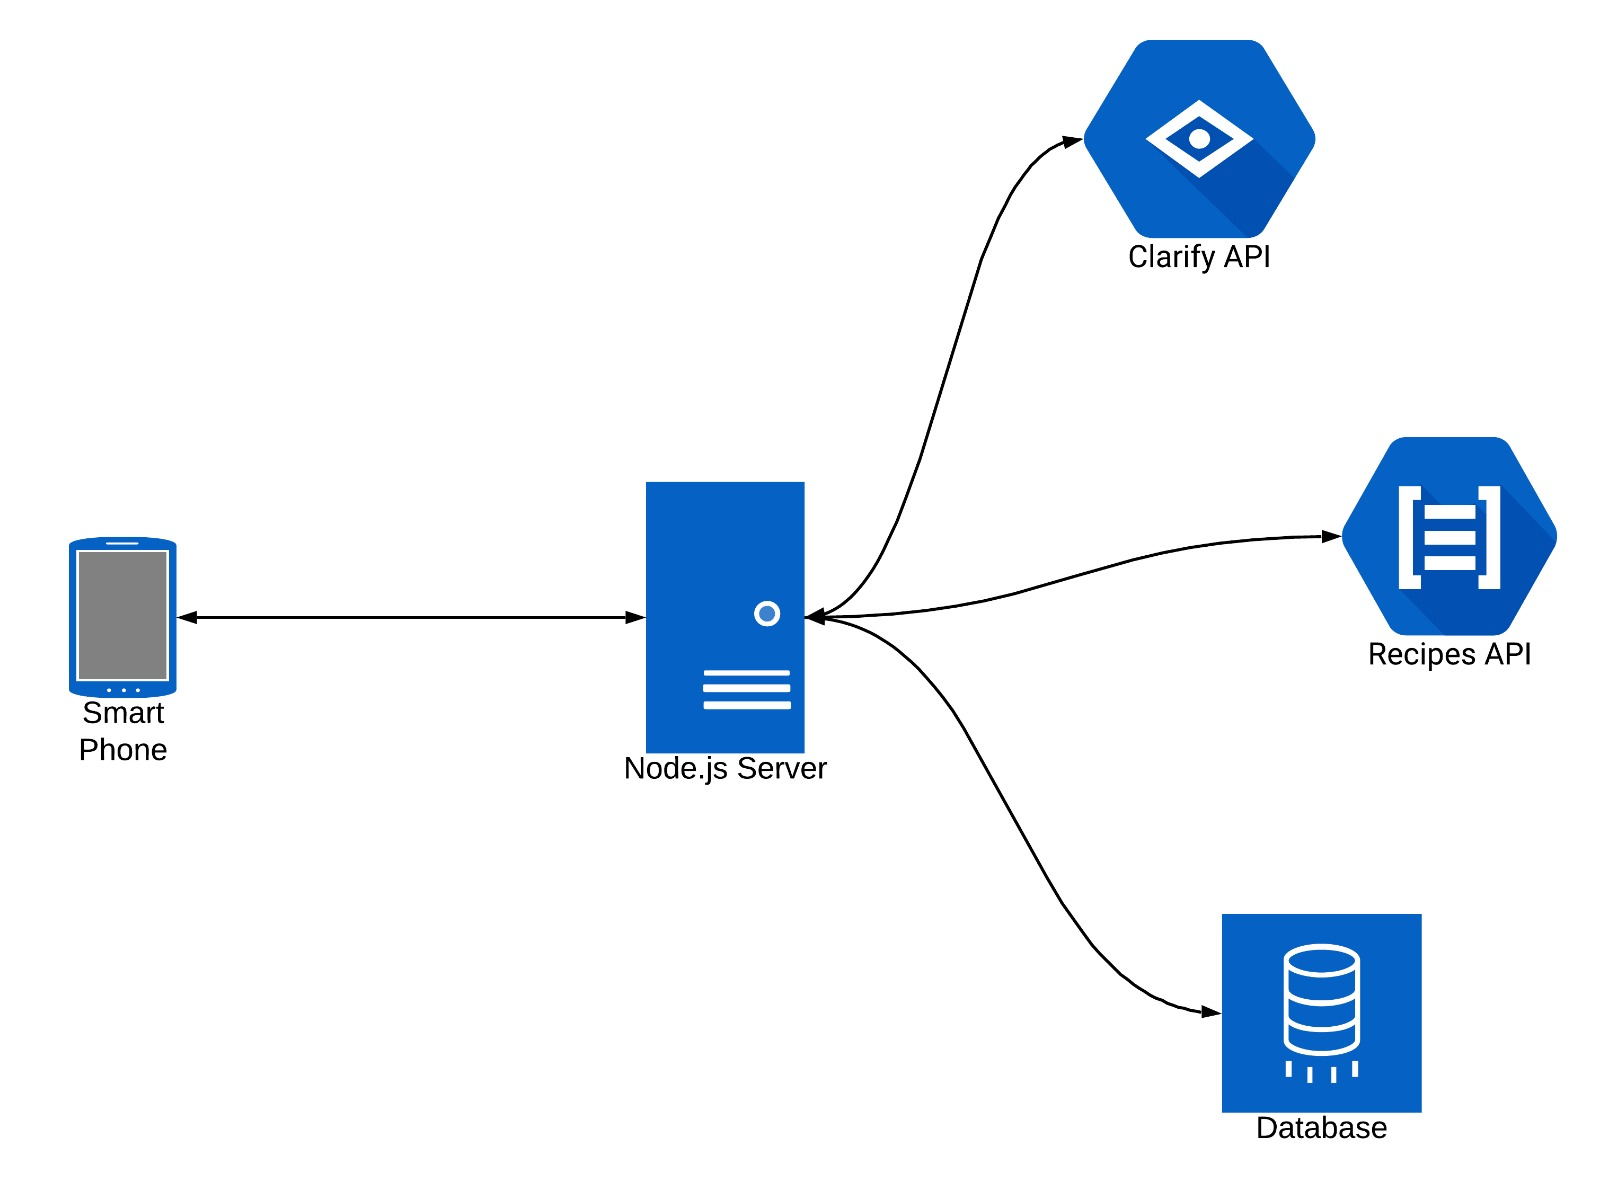 Clarify API
Recipes API
Smart
Phone
Node.js Server
Database